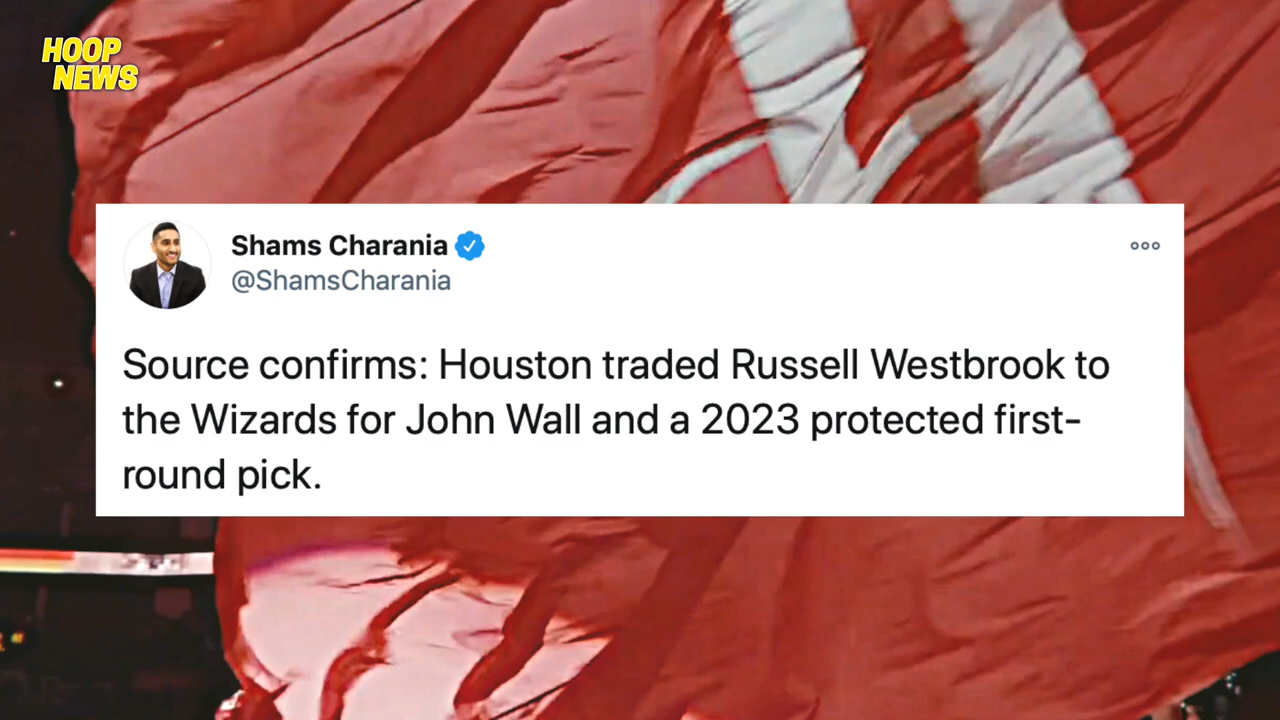 HOOP
NEWS
Shams Charania
@ShamsCharania
Source confirms: Houston traded Russell Westbrook to
the Wizards for John Wall and a 2023 protected first-
round pick.